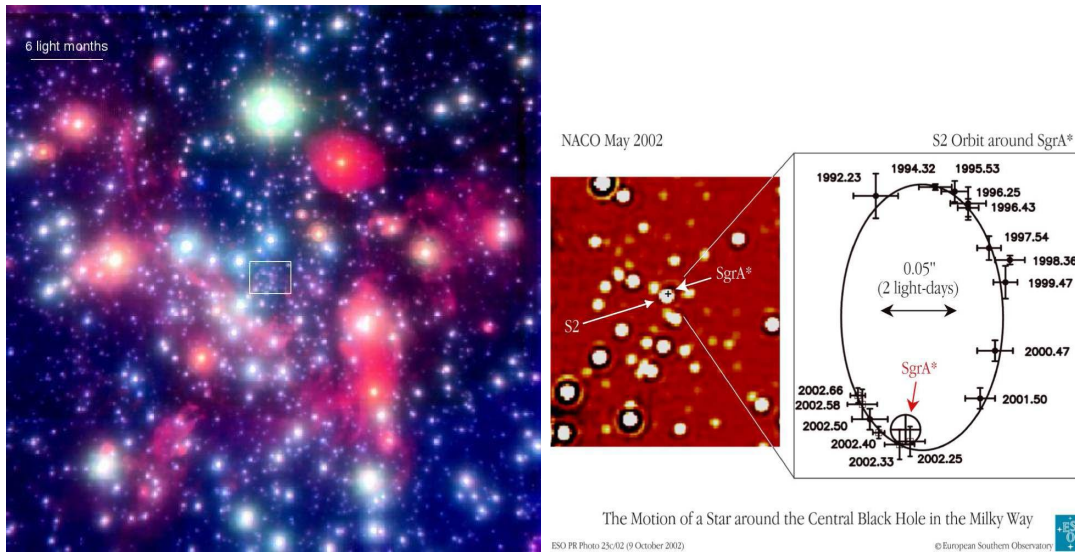 6 light months
NACO May 2002
S2 Orbit around SgrA*
SgrA*
S2
1992.23
1994.32
1995.53
1996.25
1996.43
1997.54
1998.36
1999.47
0.05"
(2 light-days)
2000.47
SgrA*
2001.50
2002.66
2002.58
2002.50
2002.40
2002.33
2002.25
The Motion of a Star around the Central Black Hole in the Milky Way
ESO PR Photo 23c/02 (9 October 2002)
© European Southern Observatory
ESO